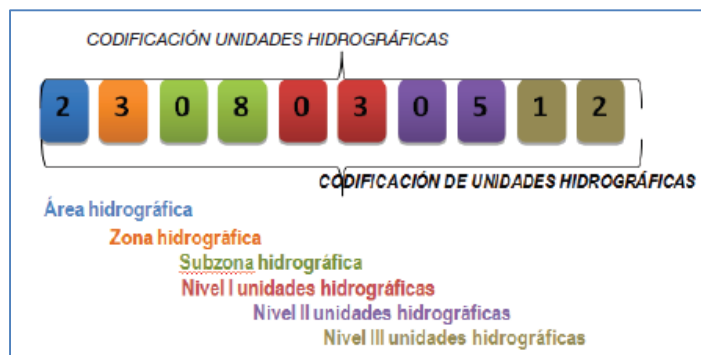 CODIFICACIÓN UNIDADES HIDROGRÁFICAS
2 3 0 8 0 3 0 5 1 2
CODIFICACIÓN DE UNIDADES HIDROGRÁFICAS
Área hidrográfica
Zona hidrográfica
Subzona hidrográfica
Nivel I unidades hidrográficas
Nivel II unidades hidrográficas
Nivel III unidades hidrográficas